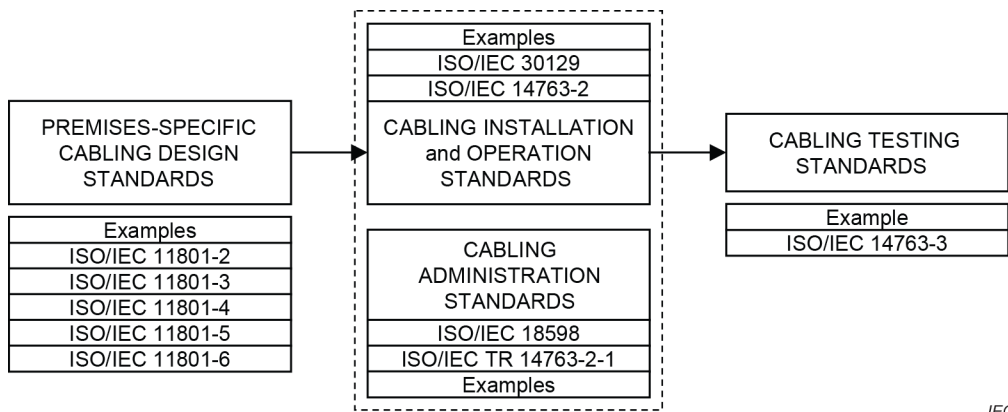 PREMISES-SPECIFIC
CABLING DESIGN
STANDARDS
Examples
ISO/IEC 11801-2
ISO/IEC 11801-3
ISO/IEC 11801-4
ISO/IEC 11801-5
ISO/IEC 11801-6
Examples
ISO/IEC 30129
ISO/IEC 14763-2
CABLING INSTALLATION
and OPERATION
STANDARDS
CABLING
ADMINISTRATION
STANDARDS
ISO/IEC 18598
ISO/IEC TR 14763-2-1
Examples
CABLING TESTING
STANDARDS
Example
ISO/IEC 14763-3